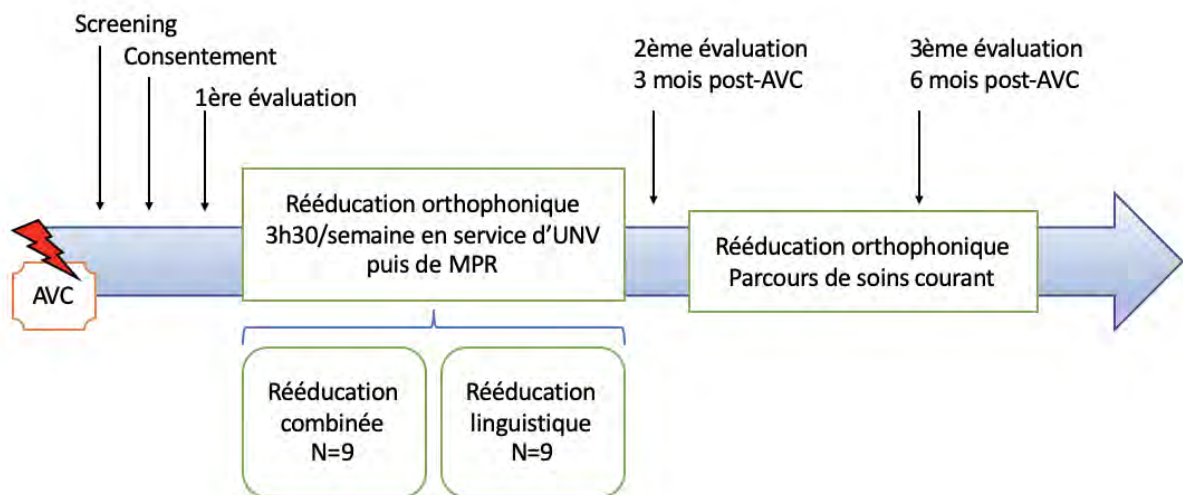 Screening
Consentement
1ère évaluation
2ème évaluation
3 mois post-AVC
3ème évaluation
6 mois post-AVC
AVC
Rééducation orthophonique
3h30/semaine en service d'UNV
puis de MPR
Rééducation orthophonique
Parcours de soins courant
Rééducation
combinée
N=9
Rééducation
linguistique
N=9